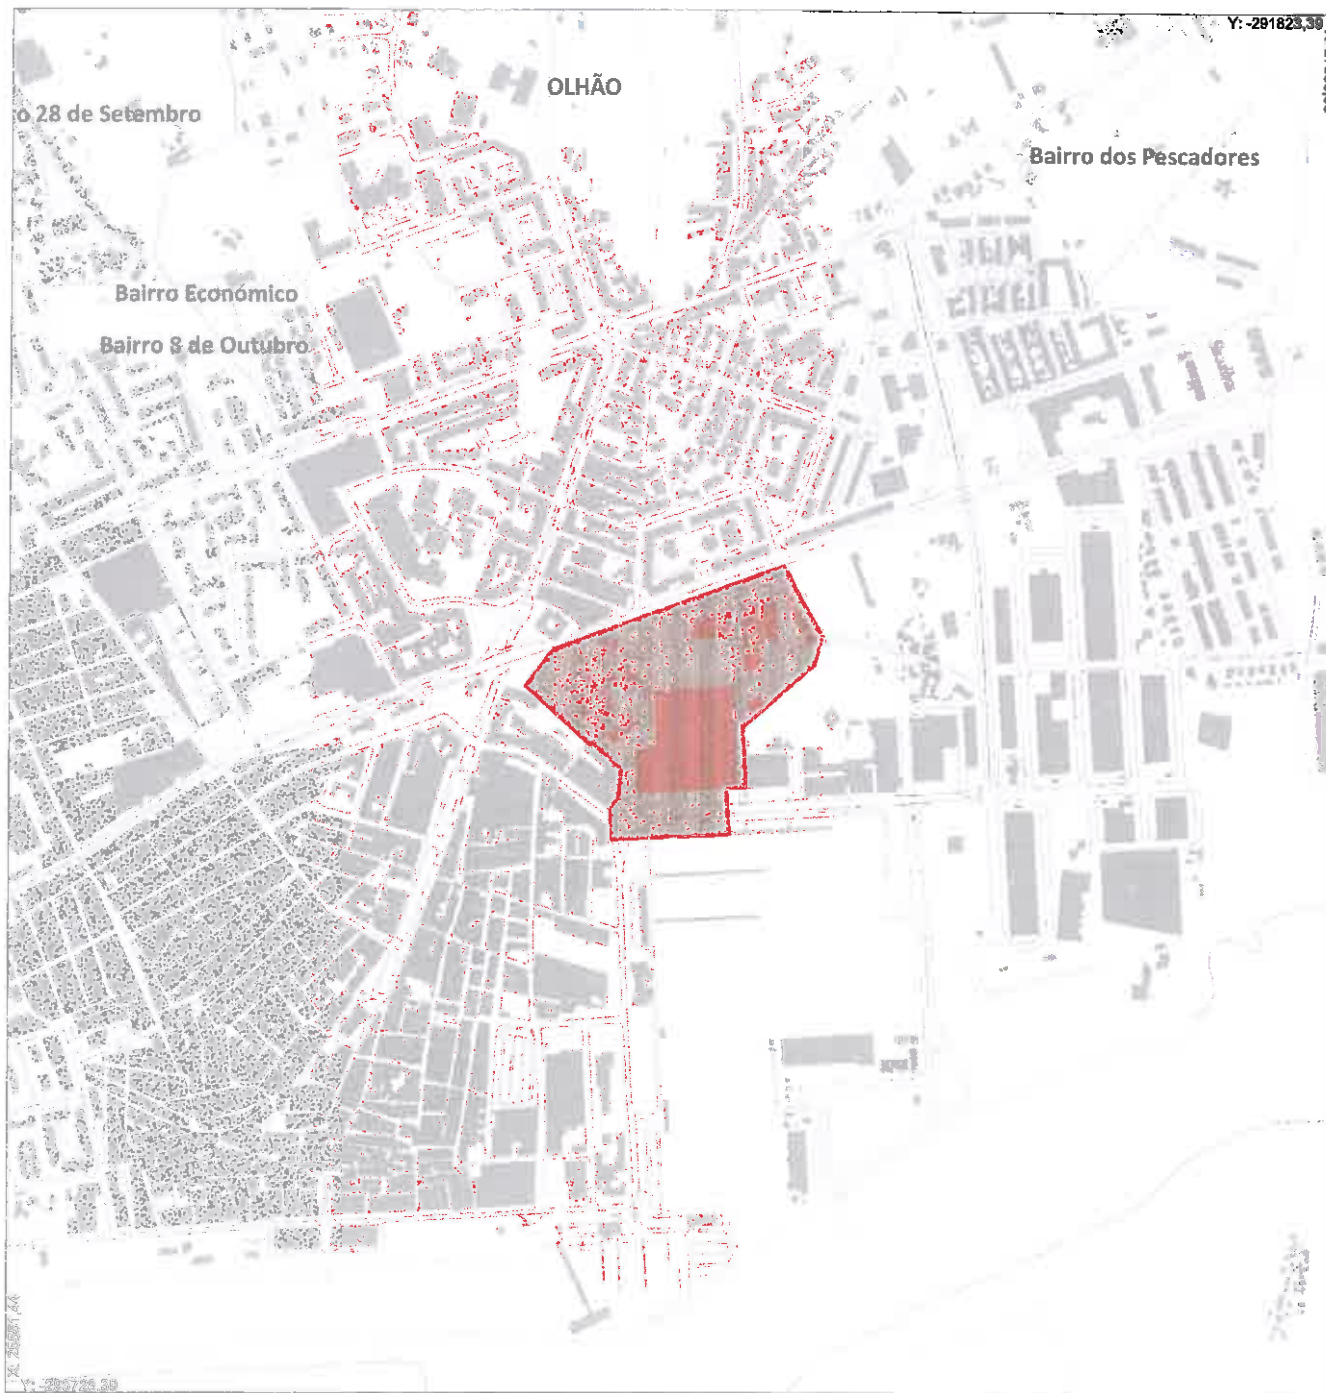 Y: -291823,39
OLHÃO
o 28 de Setembro
Bairro dos Pescadores
Bairro Económico
Bairro 8 de Outubro